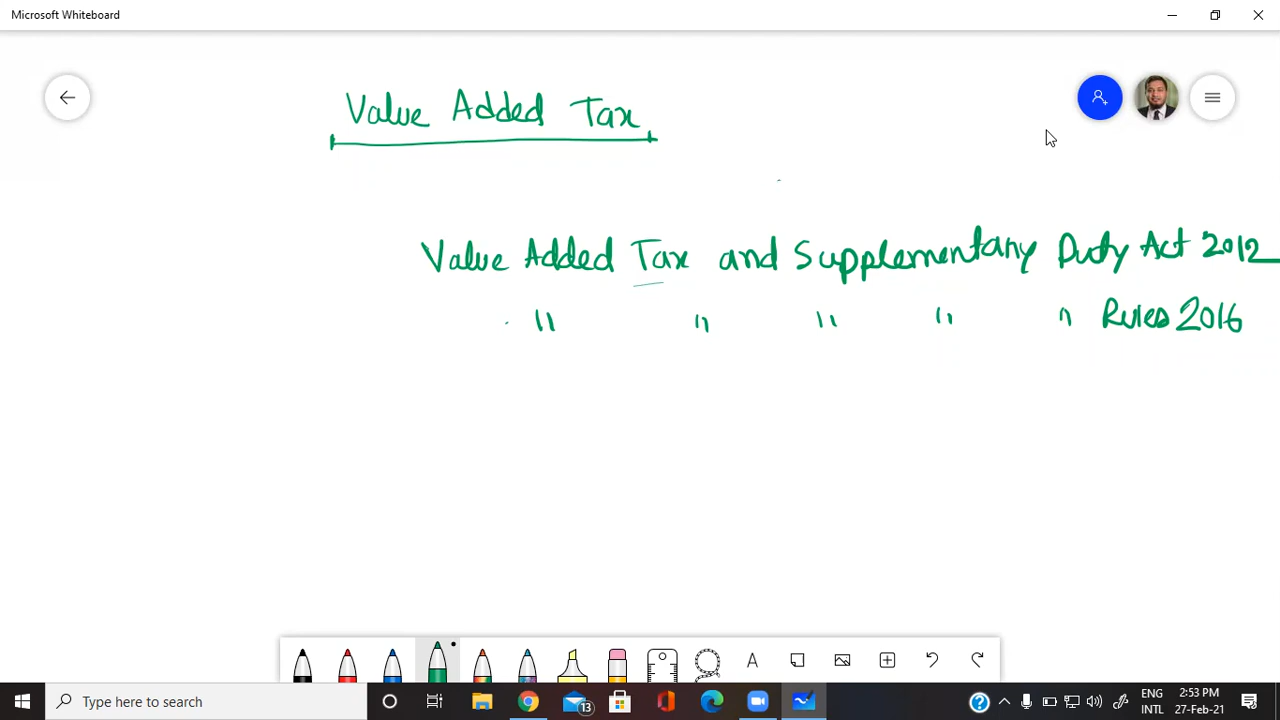 Microsoft Whiteboard
Value Added Tax
Value Added Tax and Supplementary Duty Act 2012
" " " " " Rules 2016
A
Type here to search
13
ENG
INTL
2:53 PM
27-Feb-21